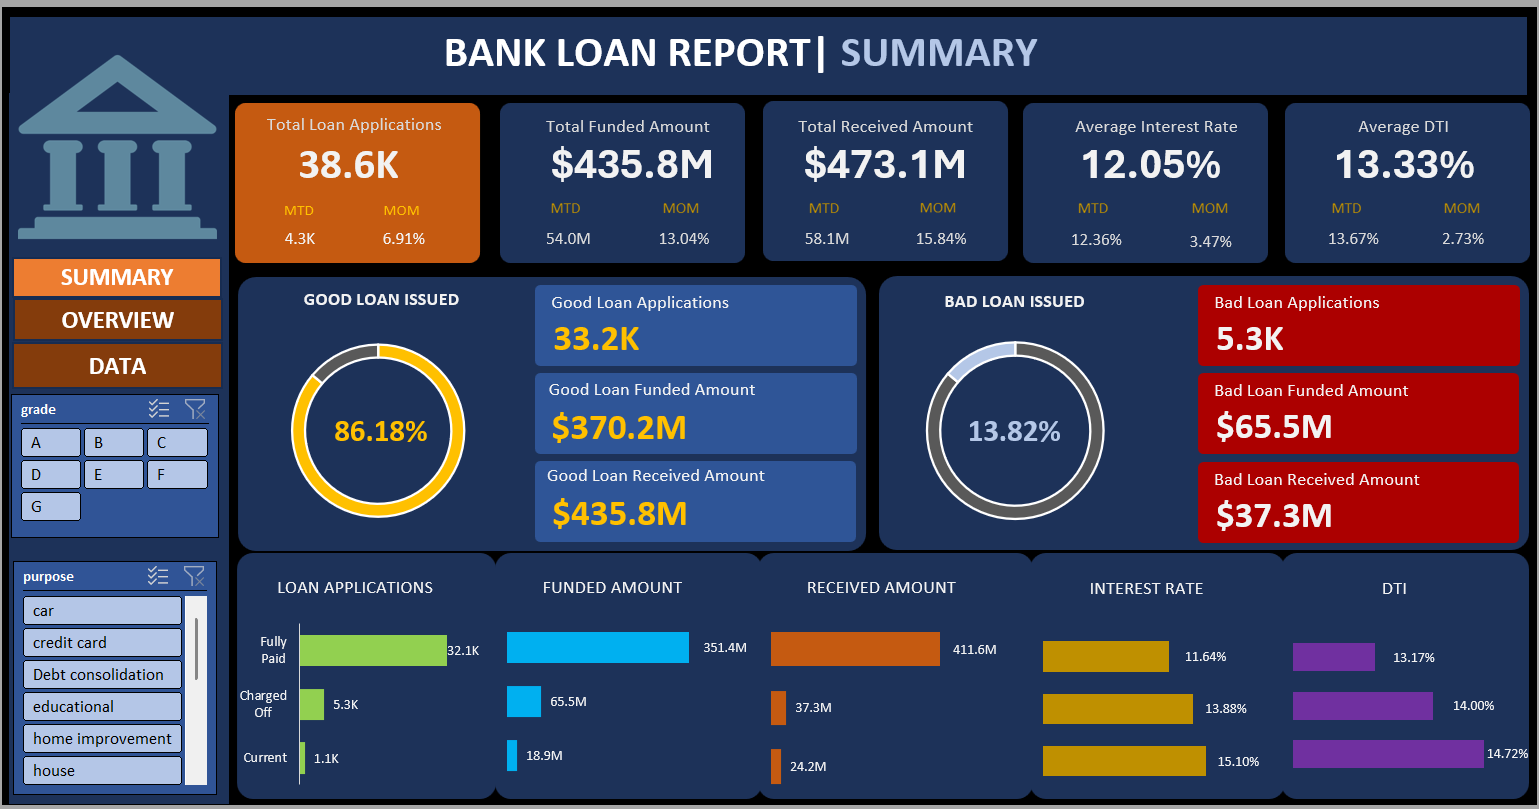 BANK LOAN REPORT| SUMMARY
Total Loan Applications
38.6K
MTD MOM
4.3K 6.91%
Total Funded Amount
$435.8M
MTD MOM
54.0M 13.04%
Total Received Amount
$473.1M
MTD MOM
58.1M 15.84%
Average Interest Rate
12.05%
MTD MOM
12.36% 3.47%
Average DTI
13.33%
MTD MOM
13.67% 2.73%
SUMMARY
OVERVIEW
DATA
grade
A B C
D E F
G
purpose
car
credit card
Debt consolidation
educational
home improvement
house
GOOD LOAN ISSUED
86.18%
Good Loan Applications
33.2K
Good Loan Funded Amount
$370.2M
Good Loan Received Amount
$435.8M
BAD LOAN ISSUED
13.82%
Bad Loan Applications
5.3K
Bad Loan Funded Amount
$65.5M
Bad Loan Received Amount
$37.3M
LOAN APPLICATIONS
Fully
Paid
32.1K
Charged
Off
5.3K
Current
1.1K
FUNDED AMOUNT
351.4M
65.5M
18.9M
RECEIVED AMOUNT
411.6M
37.3M
24.2M
INTEREST RATE
11.64%
13.88%
15.10%
DTI
13.17%
14.00%
14.72%